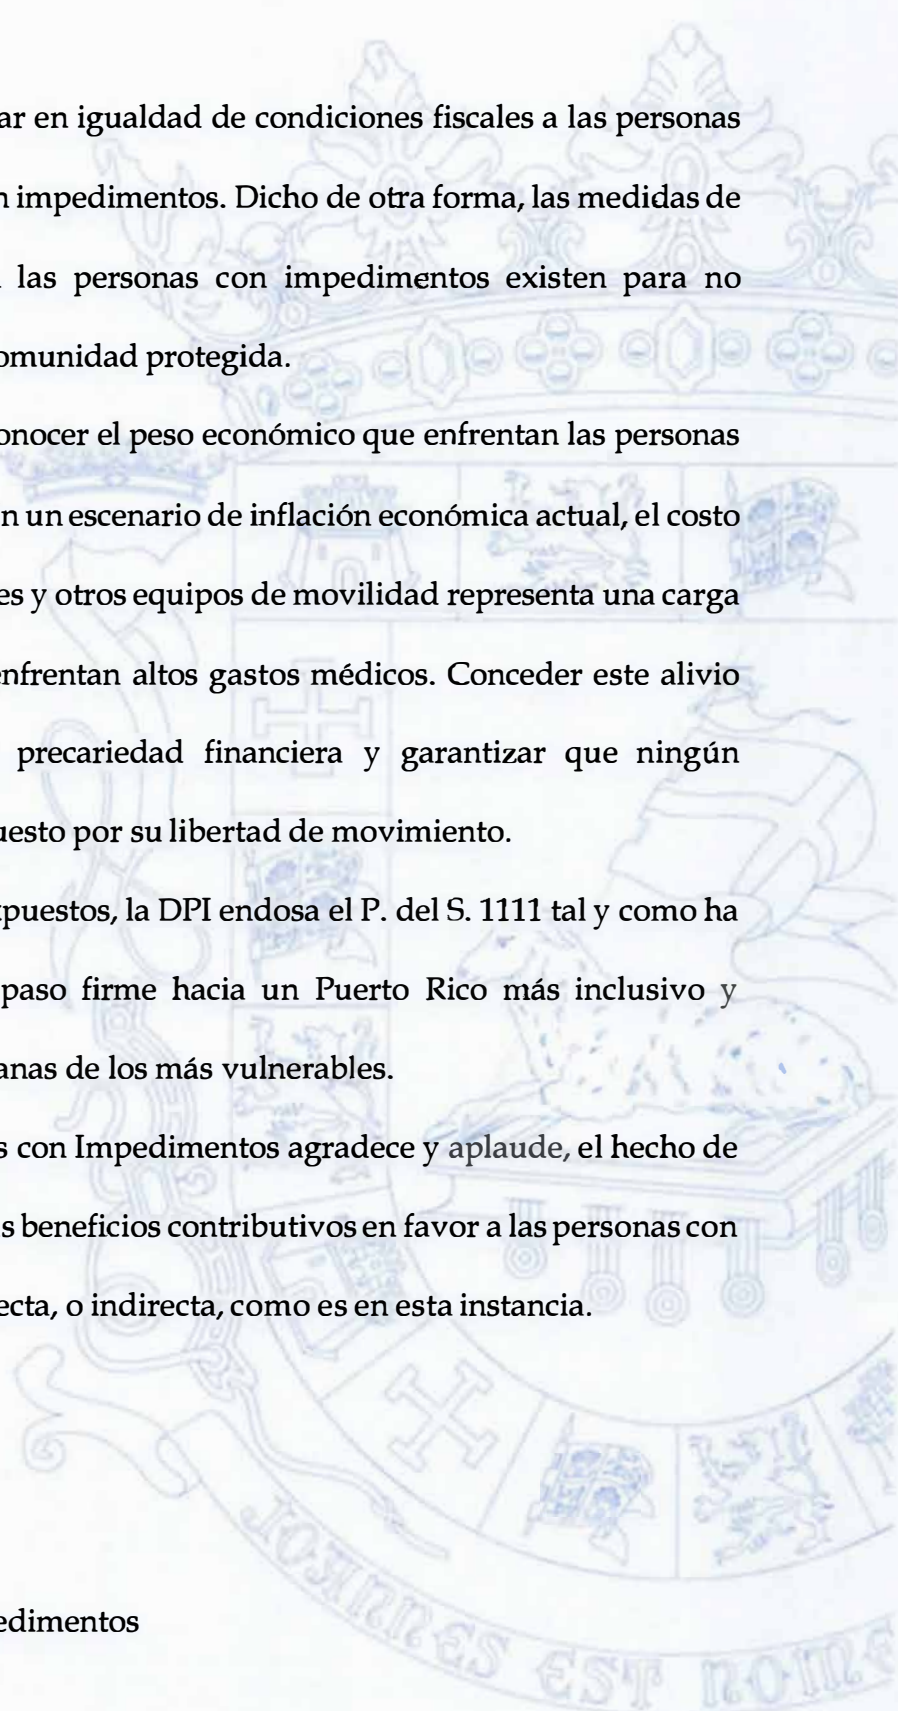 ar en igualdad de condiciones fiscales a las personas
n impedimentos. Dicho de otra forma, las medidas de
las personas con impedimentos existen para no
omunidad protegida.
onocer el peso económico que enfrentan las personas
n un escenario de inflación económica actual, el costo
es y otros equipos de movilidad representa una carga
enfrentan altos gastos médicos. Conceder este alivio
precariedad financiera y garantizar que ningún
uesto por su libertad de movimiento.
puestos, la DPI endosa el P. del S. 1111 tal y como ha
paso firme hacia un Puerto Rico más inclusivo y
anas de los más vulnerables.
s con Impedimentos agradece y aplaude, el hecho de
s beneficios contributivos en favor a las personas con
ecta, o indirecta, como es en esta instancia.
edimentos
JOANNES EST NOME